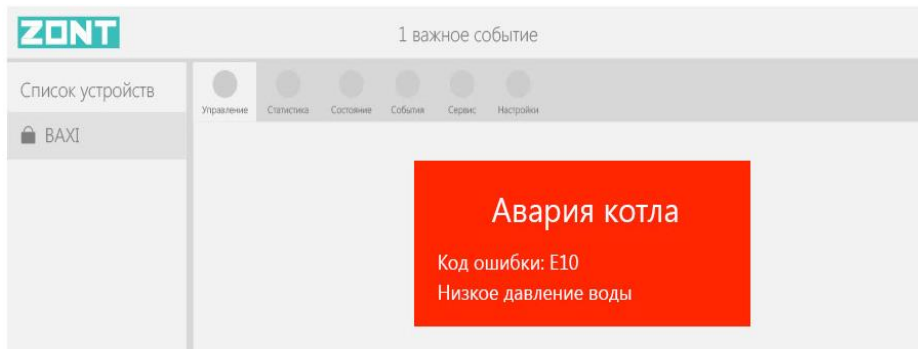 ZONT
1 важное событие
Список устройств
BAXI
Управление
Статистика
Состояние
События
Сервис
Настройки
Авария котла
Код ошибки: E10
Низкое давление воды